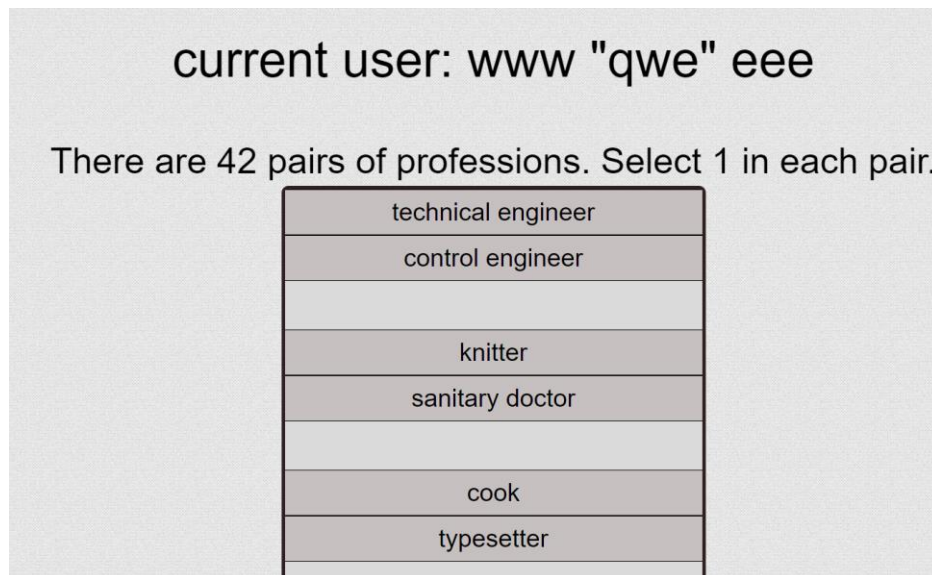 current user: www "qwe" eee
There are 42 pairs of professions. Select 1 in each pair.
technical engineer
control engineer
knitter
sanitary doctor
cook
typesetter